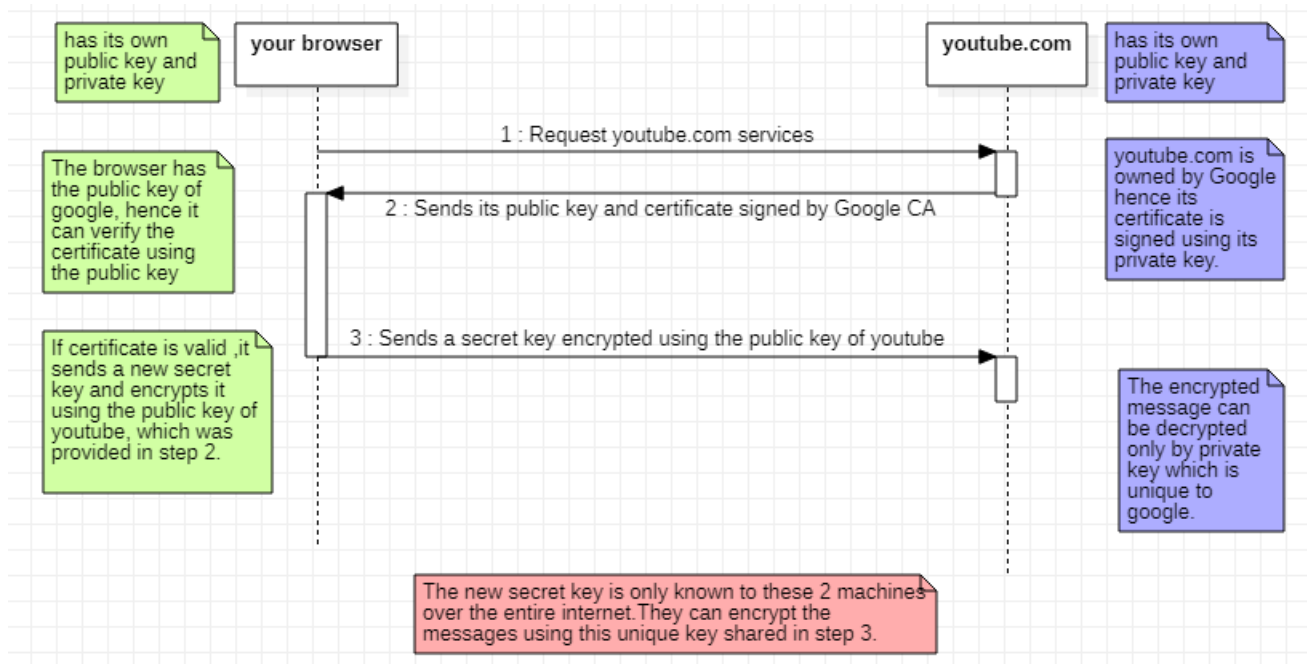 has its own
public key and
private key
your browser
youtube.com
has its own
public key and
private key
1 : Request youtube.com services
The browser has
the public key of
google, hence it
can verify the
certificate using
the public key
2 : Sends its public key and certificate signed by Google CA
youtube.com is
owned by Google
hence its
certificate is
signed using its
private key.
3 : Sends a secret key encrypted using the public key of youtube
If certificate is valid ,it
sends a new secret
key and encrypts it
using the public key of
youtube, which was
provided in step 2.
The encrypted
message can
be decrypted
only by private
key which is
unique to
google.
The new secret key is only known to these 2 machines
over the entire internet.They can encrypt the
messages using this unique key shared in step 3.